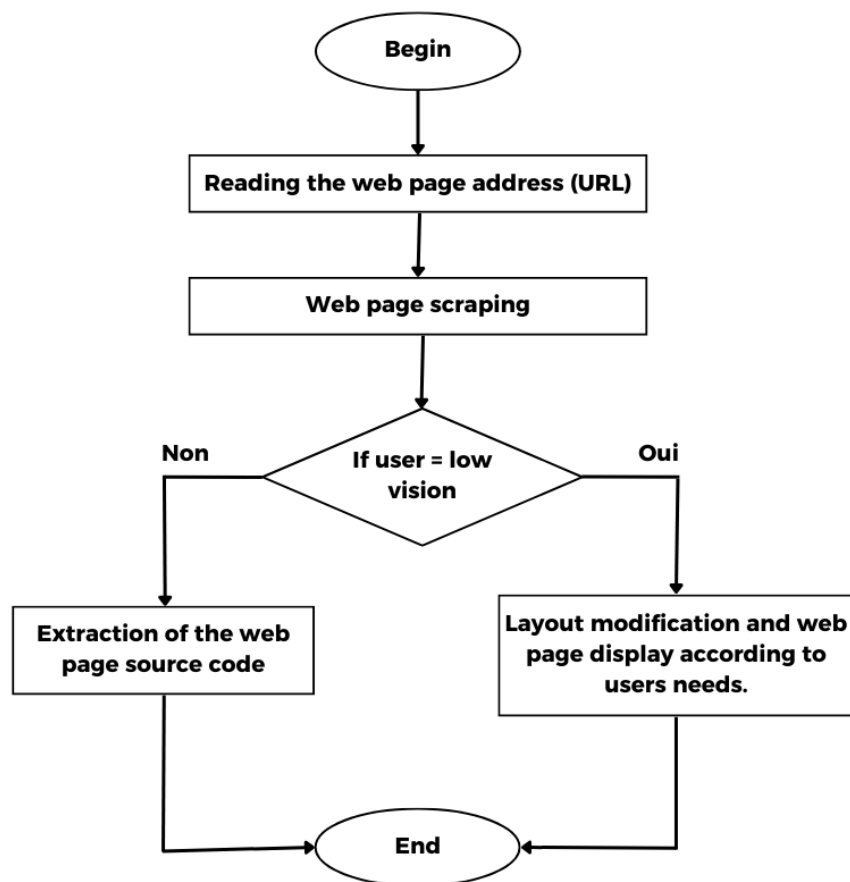 Begin
Reading the web page address (URL)
Web page scraping
If user = low
vision
Non
Oui
Extraction of the web
page source code
Layout modification and web
page display according to
users needs.
End